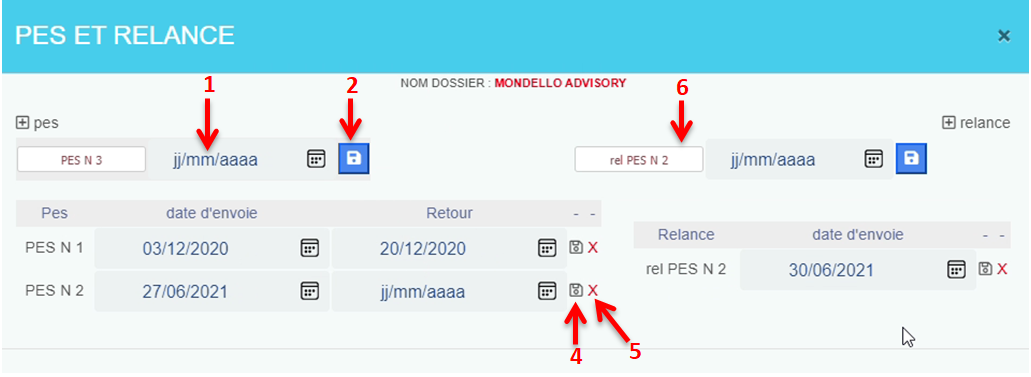 PES ET RELANCE ×
NOM DOSSIER : MONDELLO ADVISORY
1 2 6
pes relance
PES N 3 jj/mm/aaaa rel PES N 2 jj/mm/aaaa
Pes date d'envoie Retour - -
PES N 1 03/12/2020 20/12/2020 X
PES N 2 27/06/2021 jj/mm/aaaa X
Relance date d'envoie - -
rel PES N 2 30/06/2021 X
4 5